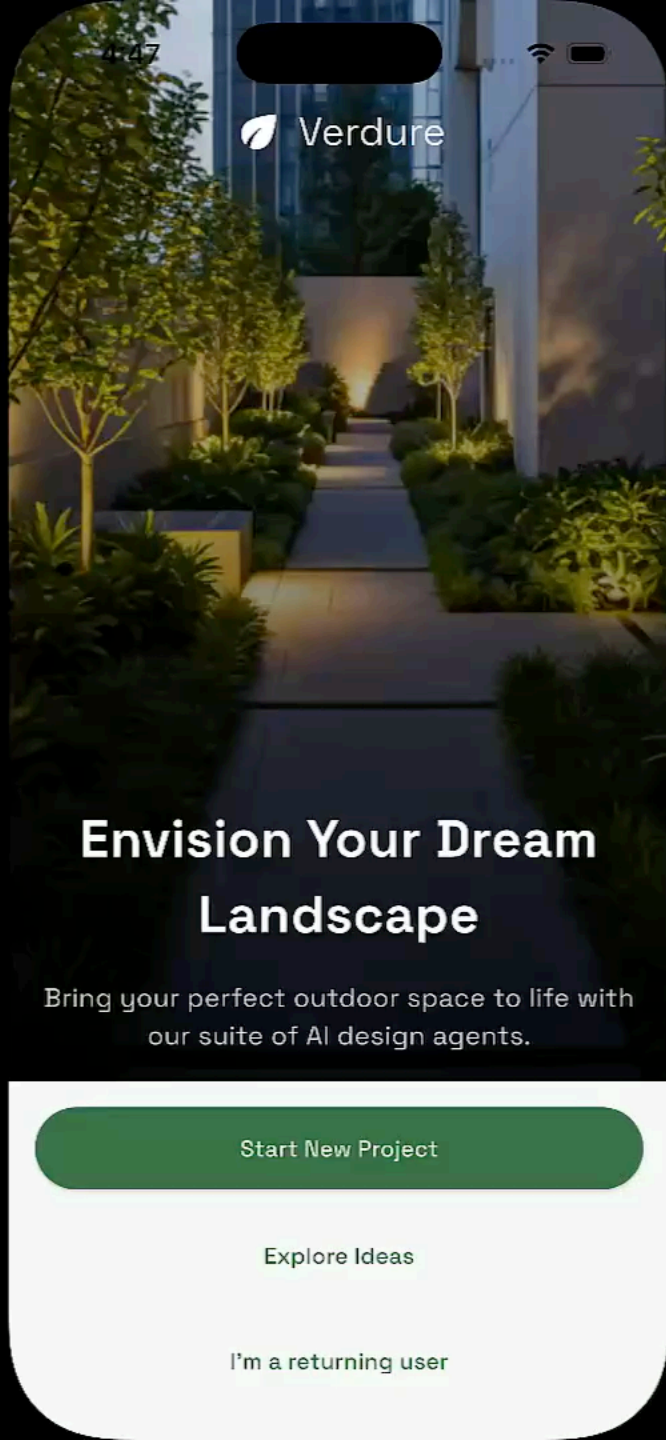 4:47
Verdure
Envision Your Dream
Landscape
Bring your perfect outdoor space to life with
our suite of AI design agents.
Start New Project
Explore Ideas
I'm a returning user